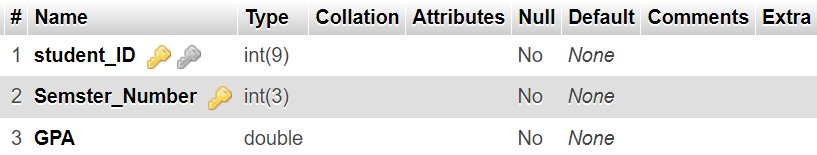 # Name Type Collation Attributes Null Default Comments Extra
1 student_ID int(9) No None
2 Semster_Number int(3) No None
3 GPA double No None